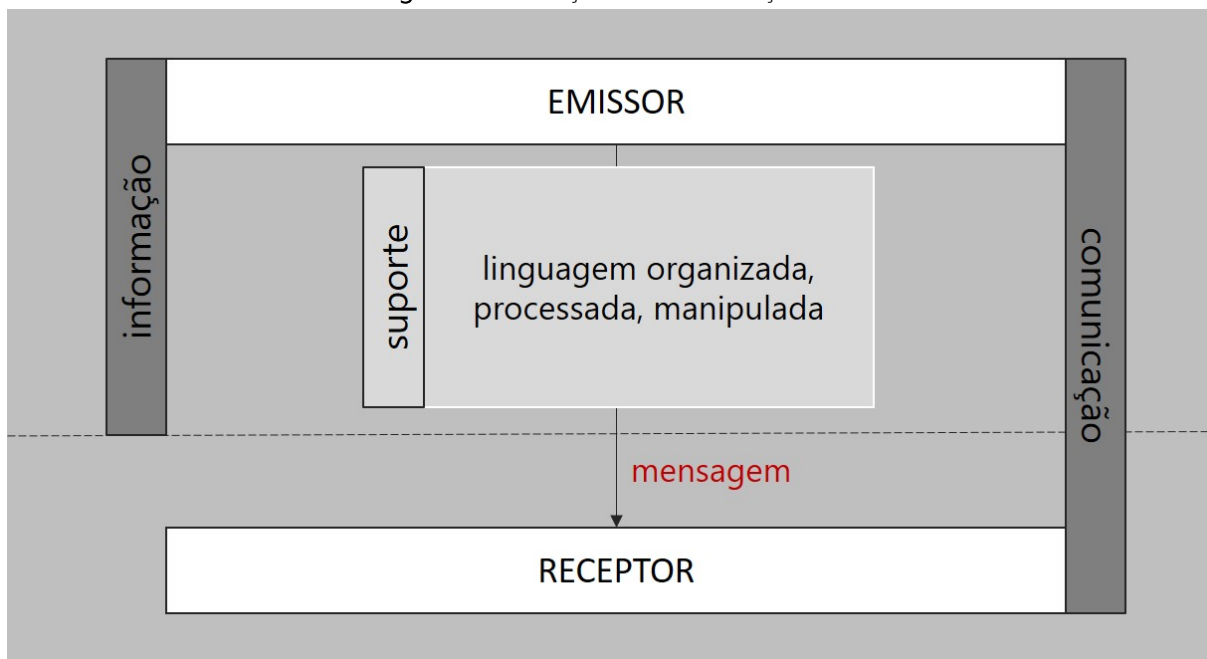 EMISSOR
informação
suporte
linguagem organizada,
processada, manipulada
comunicação
mensagem
RECEPTOR